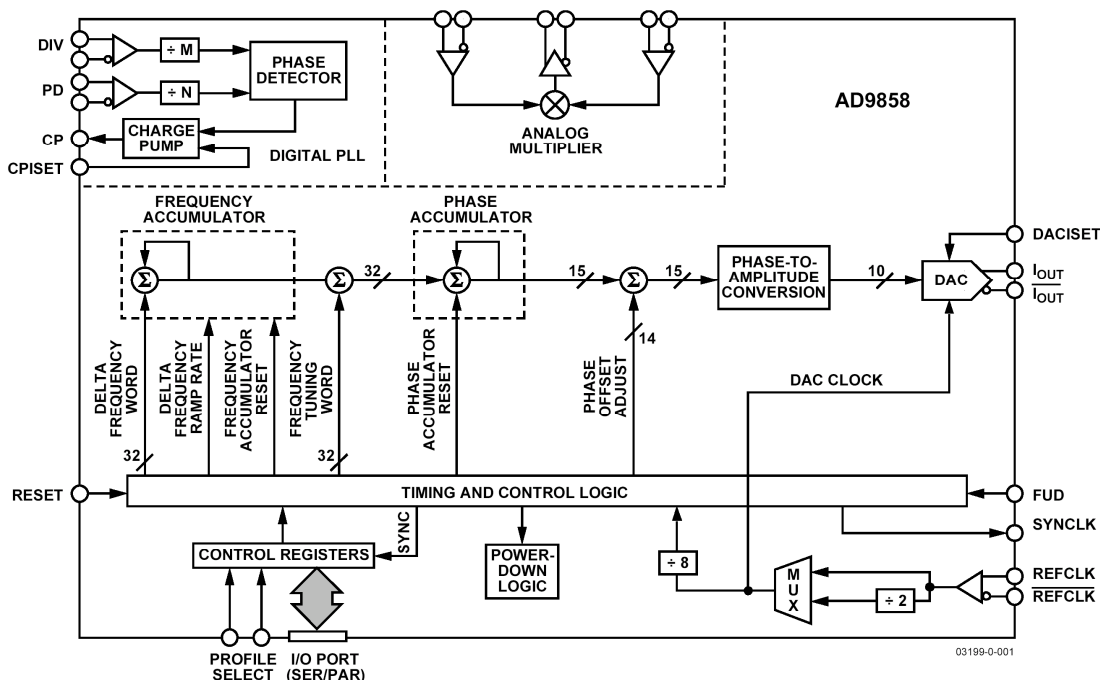 DIV
PD
CP
CPISET
÷ M
÷ N
PHASE
DETECTOR
CHARGE
PUMP
DIGITAL PLL
ANALOG
MULTIPLIER
AD9858
FREQUENCY
ACCUMULATOR
PHASE
ACCUMULATOR
Σ
Σ
32
Σ
15
Σ
15
PHASE-TO-
AMPLITUDE
CONVERSION
10
DAC
DACISET
IOUT
IOUT
DELTA
FREQUENCY
WORD
32
DELTA
FREQUENCY
RAMP RATE
FREQUENCY
ACCUMULATOR
RESET
FREQUENCY
TUNING
WORD
32
PHASE
ACCUMULATOR
RESET
PHASE
OFFSET
ADJUST
14
DAC CLOCK
RESET
TIMING AND CONTROL LOGIC
FUD
SYNCLK
SYNC
CONTROL REGISTERS
POWER-
DOWN
LOGIC
÷ 8
MUX
÷ 2
REFCLK
REFCLK
PROFILE
SELECT
I/O PORT
(SER/PAR)
03199-0-001